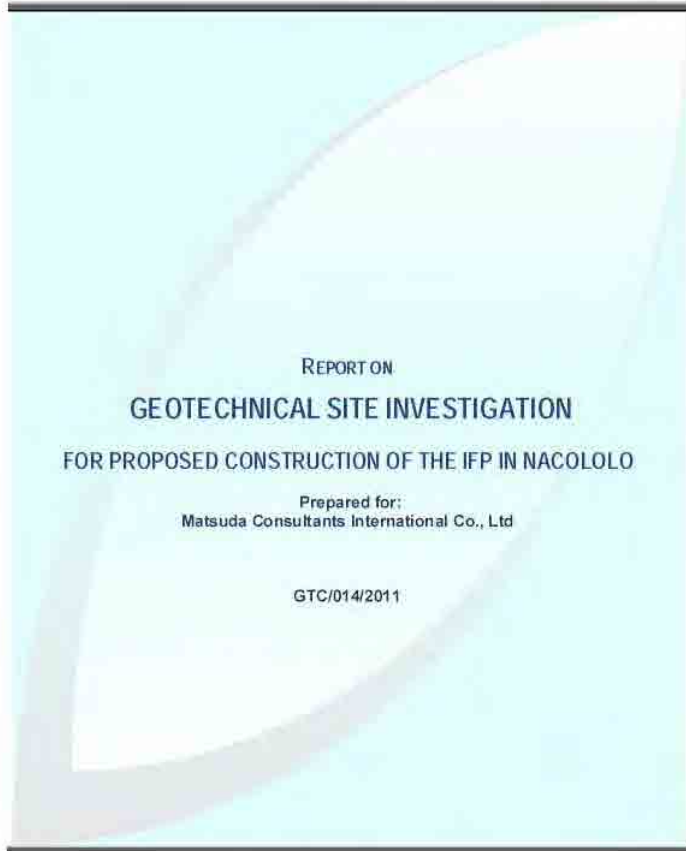 REPORT ON
GEOTECHNICAL SITE INVESTIGATION
FOR PROPOSED CONSTRUCTION OF THE IFP IN NACOLOLO
Prepared for:
Matsuda Consultants International Co., Ltd
GTC/014/2011